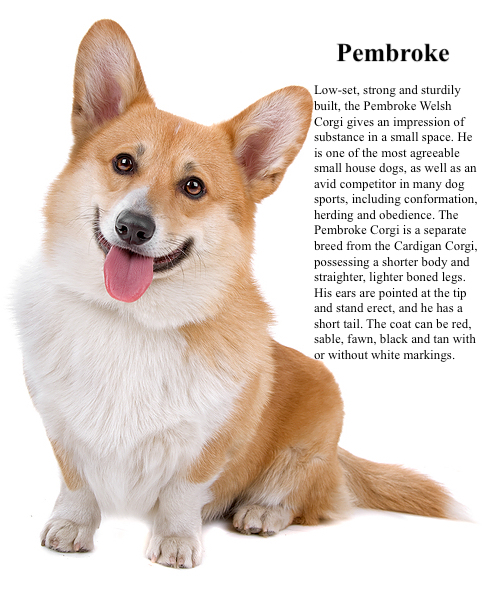 Pembroke
Low-set, strong and sturdily
built, the Pembroke Welsh
Corgi gives an impression of
substance in a small space. He
is one of the most agreeable
small house dogs, as well as an
avid competitor in many dog
sports, including conformation,
herding and obedience. The
Pembroke Corgi is a separate
breed from the Cardigan Corgi,
possessing a shorter body and
straighter, lighter boned legs.
His ears are pointed at the tip
and stand erect, and he has a
short tail. The coat can be red,
sable, fawn, black and tan with
or without white markings.